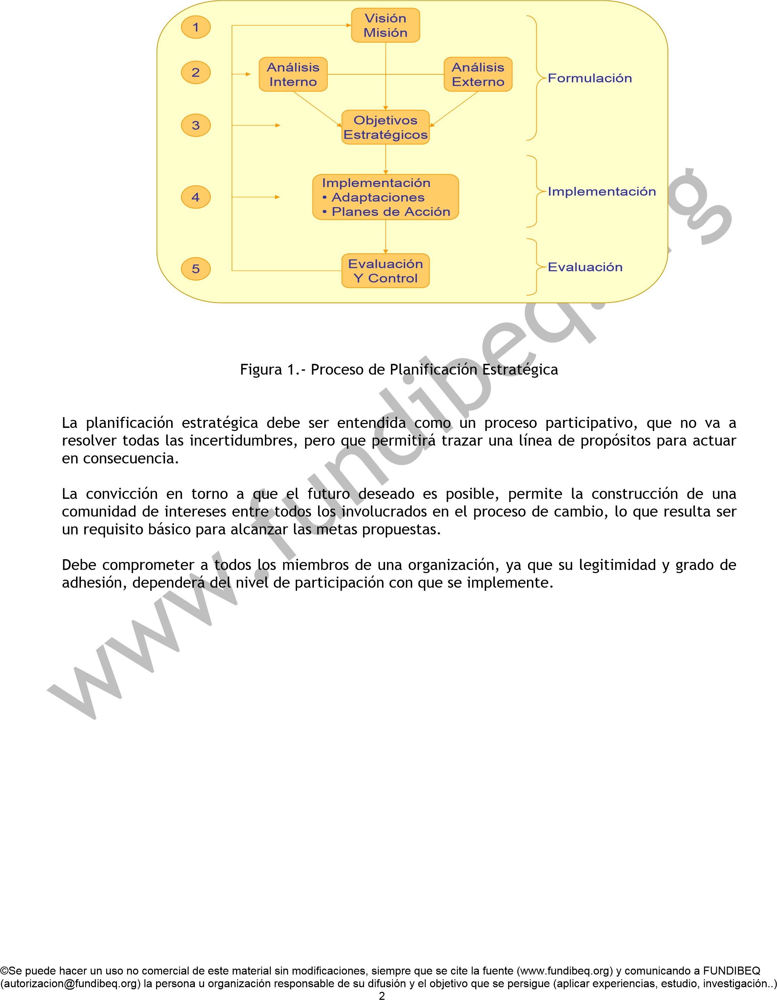 1
Visión
Misión
2
Análisis
Interno
Análisis
Externo
Formulación
3
Objetivos
Estratégicos
4
Implementación
• Adaptaciones
• Planes de Acción
Implementación
5
Evaluación
Y Control
Evaluación
Figura 1.- Proceso de Planificación Estratégica
La planificación estratégica debe ser entendida como un proceso participativo, que no va a
resolver todas las incertidumbres, pero que permitirá trazar una línea de propósitos para actuar
en consecuencia.
La convicción en torno a que el futuro deseado es posible, permite la construcción de una
comunidad de intereses entre todos los involucrados en el proceso de cambio, lo que resulta ser
un requisito básico para alcanzar las metas propuestas.
Debe comprometer a todos los miembros de una organización, ya que su legitimidad y grado de
adhesión, dependerá del nivel de participación con que se implemente.
www.fundibeq.org
©Se puede hacer un uso no comercial de este material sin modificaciones, siempre que se cite la fuente (www.fundibeq.org) y comunicando a FUNDIBEQ
(autorizacion@fundibeq.org) la persona u organización responsable de su difusión y el objetivo que se persigue (aplicar experiencias, estudio, investigación..)
2